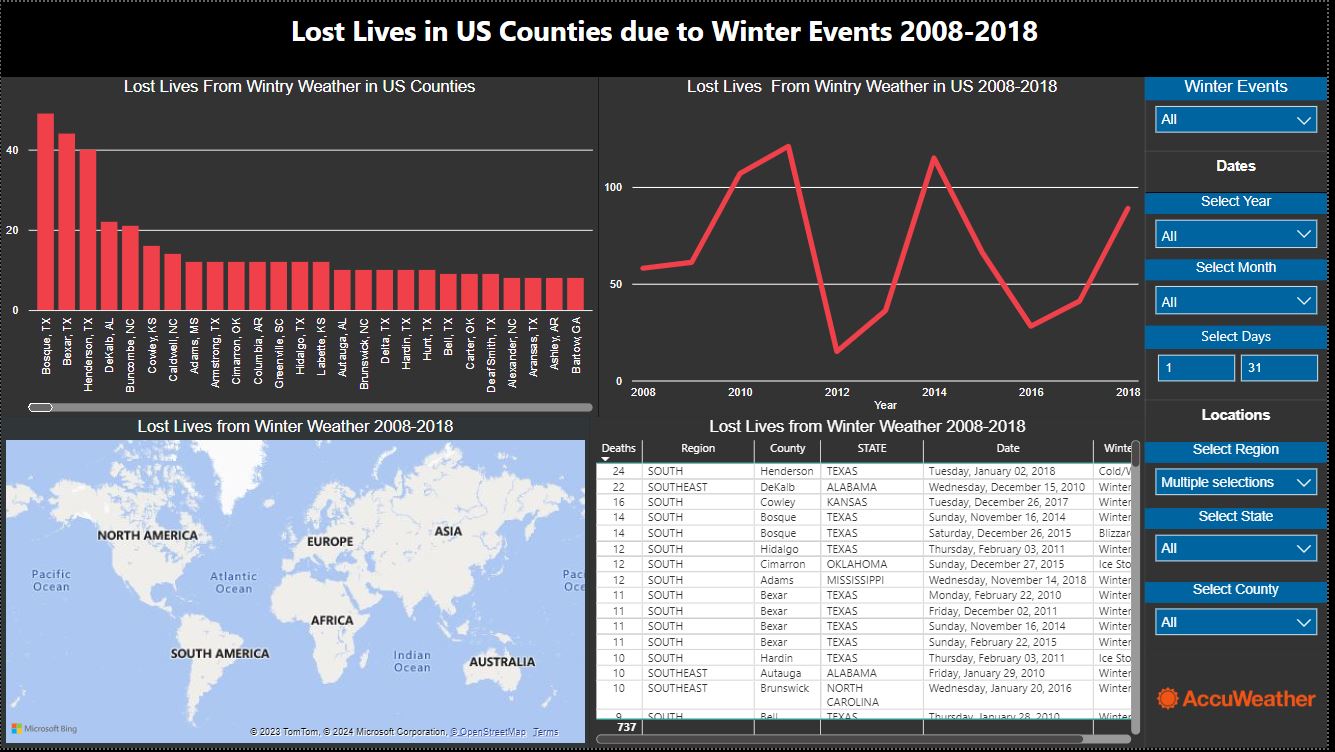 Lost Lives in US Counties due to Winter Events 2008-2018
Lost Lives From Wintry Weather in US Counties
40
20
0
Bosque, TX
Bexar, TX
Henderson, TX
DeKalb, AL
Buncombe, NC
Cowley, KS
Caldwell, NC
Adams, MS
Armstrong, TX
Cimarron, OK
Columbia, AR
Greenville, SC
Hidalgo, TX
Labette, KS
Autauga, AL
Brunswick, NC
Delta, TX
Hardin, TX
Hunt, TX
Bell, TX
Carter, OK
Deaf Smith, TX
Alexander, NC
Aransas, TX
Ashley, AR
Bartow, GA
Lost Lives From Wintry Weather in US 2008-2018
100
50
0
2008
2010
2012
2014
2016
2018
Year
Winter Events
All
Dates
Select Year
All
Select Month
All
Select Days
1
31
Locations
Select Region
Multiple selections
Select State
All
Select County
All
AccuWeather
Lost Lives from Winter Weather 2008-2018
NORTH AMERICA
EUROPE
ASIA
Pacific
Ocean
Atlantic
Ocean
Paci
Oce
AFRICA
SOUTH AMERICA
Indian
Ocean
AUSTRALIA
Microsoft Bing
© 2023 TomTom, © 2024 Microsoft Corporation, © OpenStreetMap Terms
Lost Lives from Winter Weather 2008-2018
Deaths Region County STATE Date Winte
24 SOUTH Henderson TEXAS Tuesday, January 02, 2018 Cold/W
22 SOUTHEAST DeKalb ALABAMA Wednesday, December 15, 2010 Winter
16 SOUTH Cowley KANSAS Tuesday, December 26, 2017 Winter
14 SOUTH Bosque TEXAS Sunday, November 16, 2014 Winter
14 SOUTH Bosque TEXAS Saturday, December 26, 2015 Blizzar
12 SOUTH Hidalgo TEXAS Thursday, February 03, 2011 Winter
12 SOUTH Cimarron OKLAHOMA Sunday, December 27, 2015 Ice Sto
12 SOUTH Adams MISSISSIPPI Wednesday, November 14, 2018 Winter
11 SOUTH Bexar TEXAS Monday, February 22, 2010 Winter
11 SOUTH Bexar TEXAS Friday, December 02, 2011 Winter
11 SOUTH Bexar TEXAS Sunday, November 16, 2014 Winter
11 SOUTH Bexar TEXAS Sunday, February 22, 2015 Winter
10 SOUTH Hardin TEXAS Thursday, February 03, 2011 Ice Sto
10 SOUTHEAST Autauga ALABAMA Friday, January 29, 2010 Winter
10 SOUTHEAST Brunswick NORTH Wednesday, January 20, 2016 Winter
CAROLINA
9 SOUTH Bell TEXAS Thursday, January 28, 2010 Winter
737